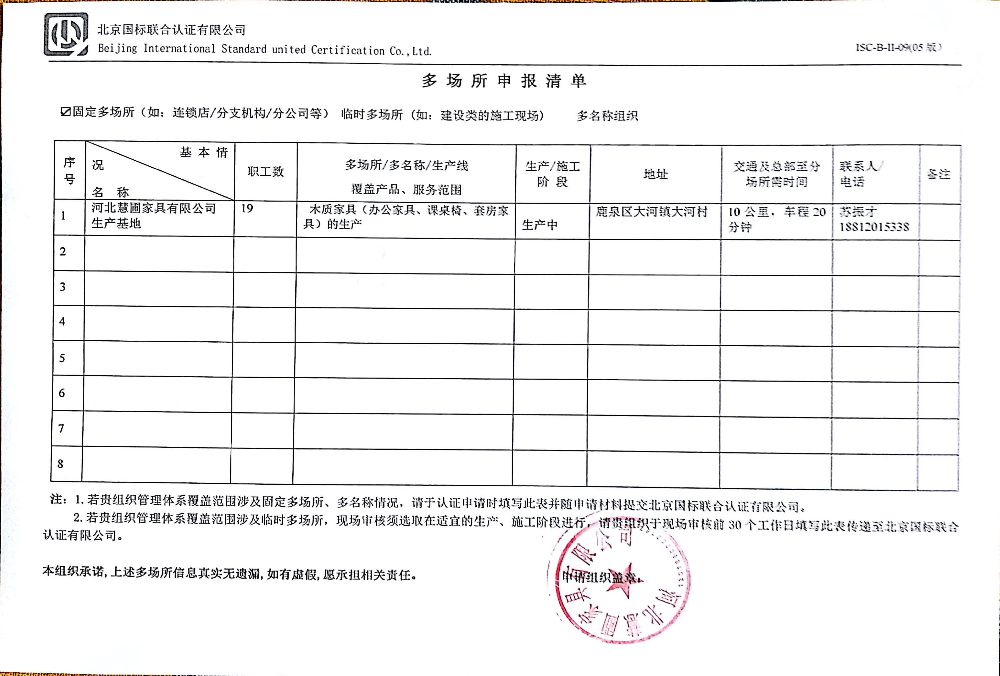 北京国标联合认证有限公司
Beijing International Standard united Certification Co.,Ltd.
ISC-B-II-09(05 版)
多场所申报清单
☑固定多场所（如：连锁店/分支机构/分公司等） 临时多场所（如：建设类的施工现场） 多名称组织
序号
基本情况
名称
职工数
多场所/多名称/生产线
覆盖产品、服务范围
生产/施工
阶段
地址
交通及总部至分
场所需时间
联系人/
电话
备注
1
河北慧圃家具有限公司
生产基地
19
木质家具（办公家具、课桌椅、套房家
具）的生产
生产中
鹿泉区大河镇大河村
10 公里，车程 20
分钟
苏振才
18812015338
2
3
4
5
6
7
8
注：1.若贵组织管理体系覆盖范围涉及固定多场所、多名称情况，请于认证申请时填写此表并随申请材料提交北京国标联合认证有限公司。
2.若贵组织管理体系覆盖范围涉及临时多场所，现场审核须选取在适宜的生产、施工阶段进行，请贵组织于现场审核前 30 个工作日填写此表传递至北京国标联合
认证有限公司。
本组织承诺,上述多场所信息真实无遗漏,如有虚假,愿承担相关责任。
申请组织盖章：
河北慧圃家具有限公司